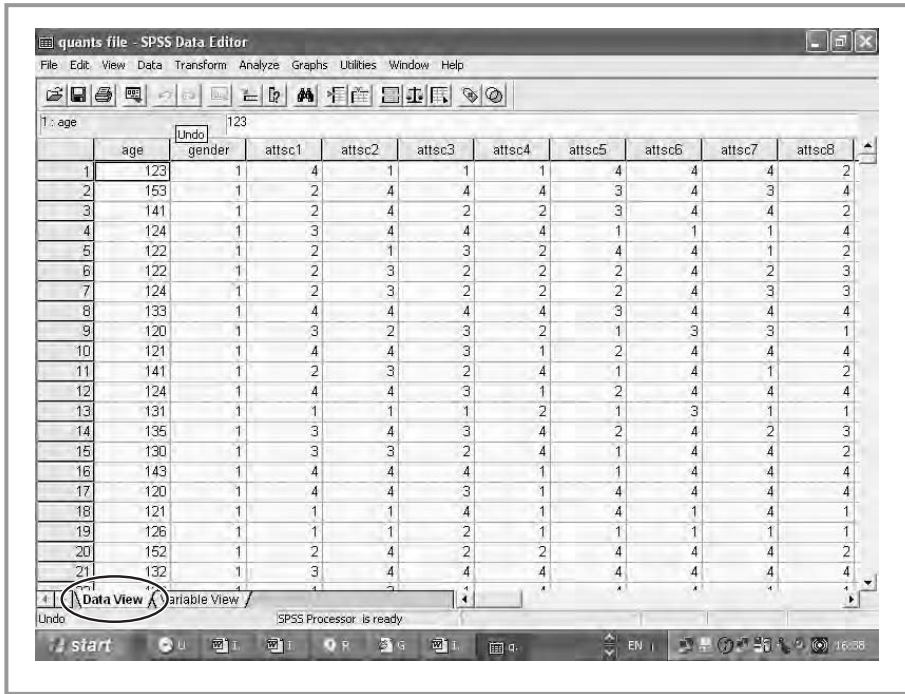 quants file - SPSS Data Editor
File Edit View Data Transform Analyze Graphs Utilities Window Help
1 : age 123
Undo
age gender attsc1 attsc2 attsc3 attsc4 attsc5 attsc6 attsc7 attsc8
1 123 1 4 1 1 1 4 4 4 2
2 153 1 2 4 4 4 3 4 3 4
3 141 1 2 4 2 2 3 4 4 2
4 124 1 3 4 4 4 1 1 1 4
5 122 1 2 1 3 2 4 4 1 2
6 122 1 2 3 2 2 2 4 2 3
7 124 1 2 3 2 2 2 4 3 3
8 133 1 4 4 4 4 3 4 4 4
9 120 1 3 2 3 2 1 3 3 1
10 121 1 4 4 3 1 2 4 4 4
11 141 1 2 3 2 4 1 4 1 2
12 124 1 4 4 3 1 2 4 4 4
13 131 1 1 1 1 2 1 3 1 1
14 135 1 3 4 3 4 2 4 2 3
15 130 1 3 3 2 4 1 4 4 2
16 143 1 4 4 4 1 1 4 4 4
17 120 1 4 4 3 1 4 4 4 4
18 121 1 1 1 4 1 4 1 4 1
19 126 1 1 1 2 1 1 1 1 1
20 152 1 2 4 2 2 4 4 4 2
21 132 1 3 4 4 4 4 4 4 4
Data View Variable View
Undo SPSS Processor is ready
start EN 16:38